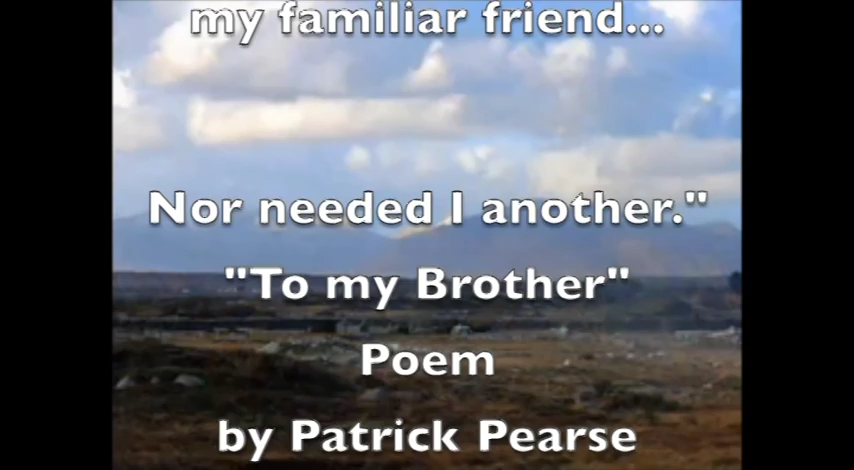 my familiar friend...
Nor needed I another."
"To my Brother"
Poem
by Patrick Pearse